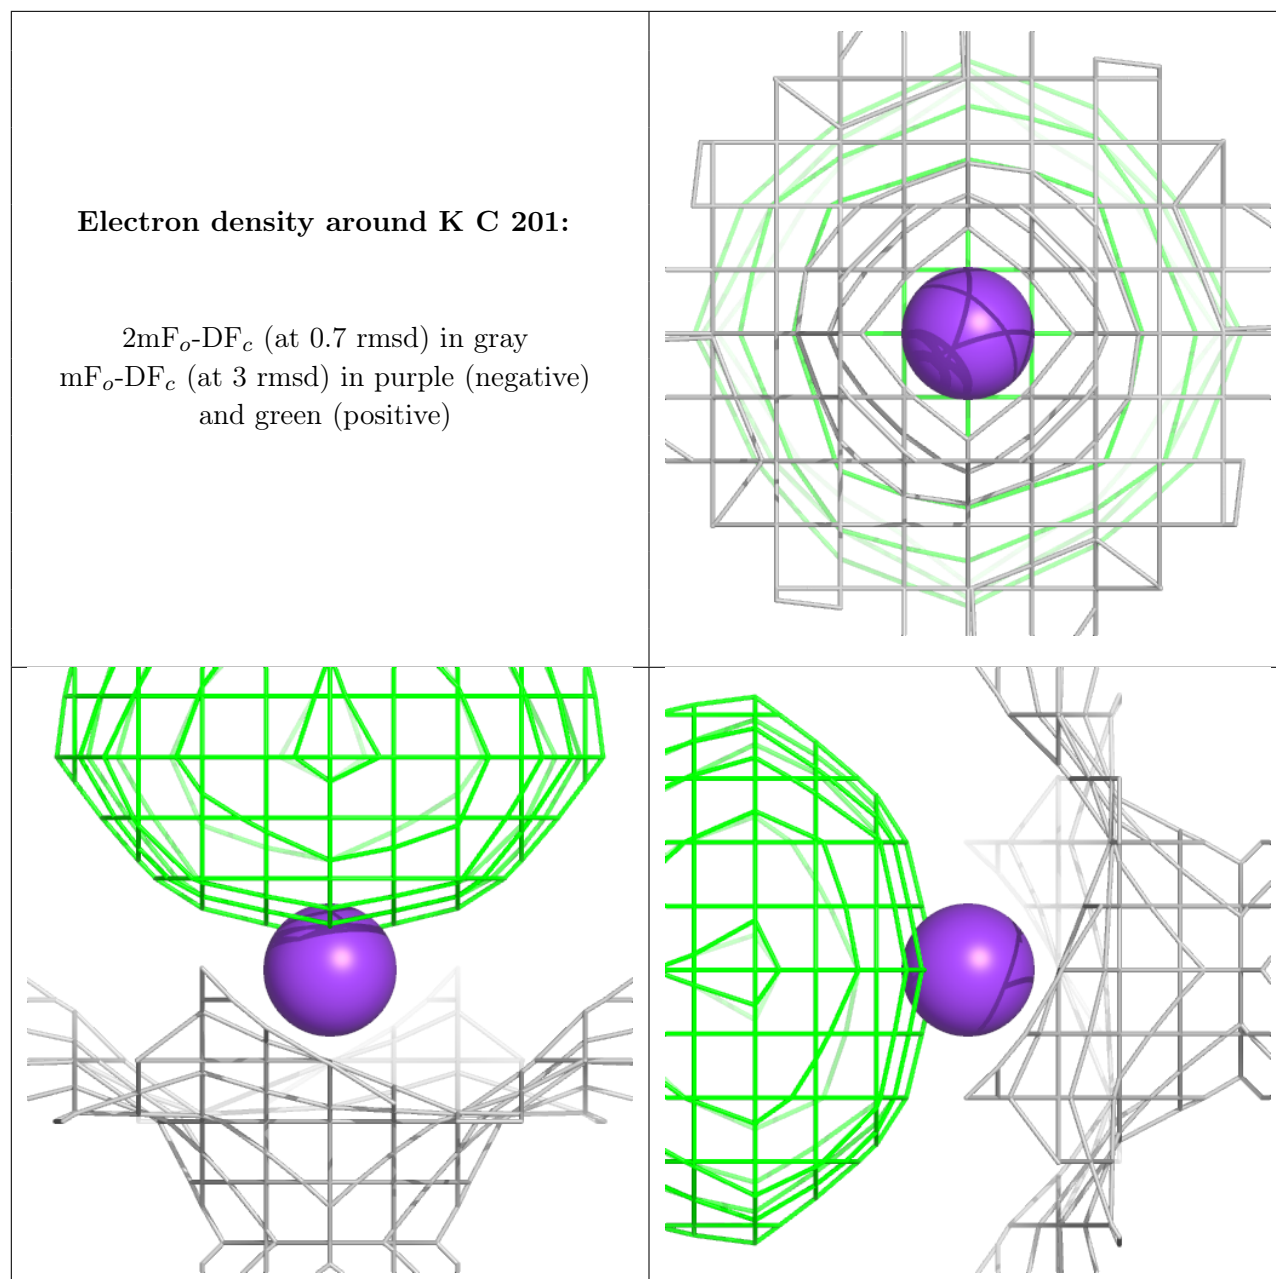 Electron density around K C 201:
2mFo-DFc (at 0.7 rmsd) in gray
mFo-DFc (at 3 rmsd) in purple (negative)
and green (positive)